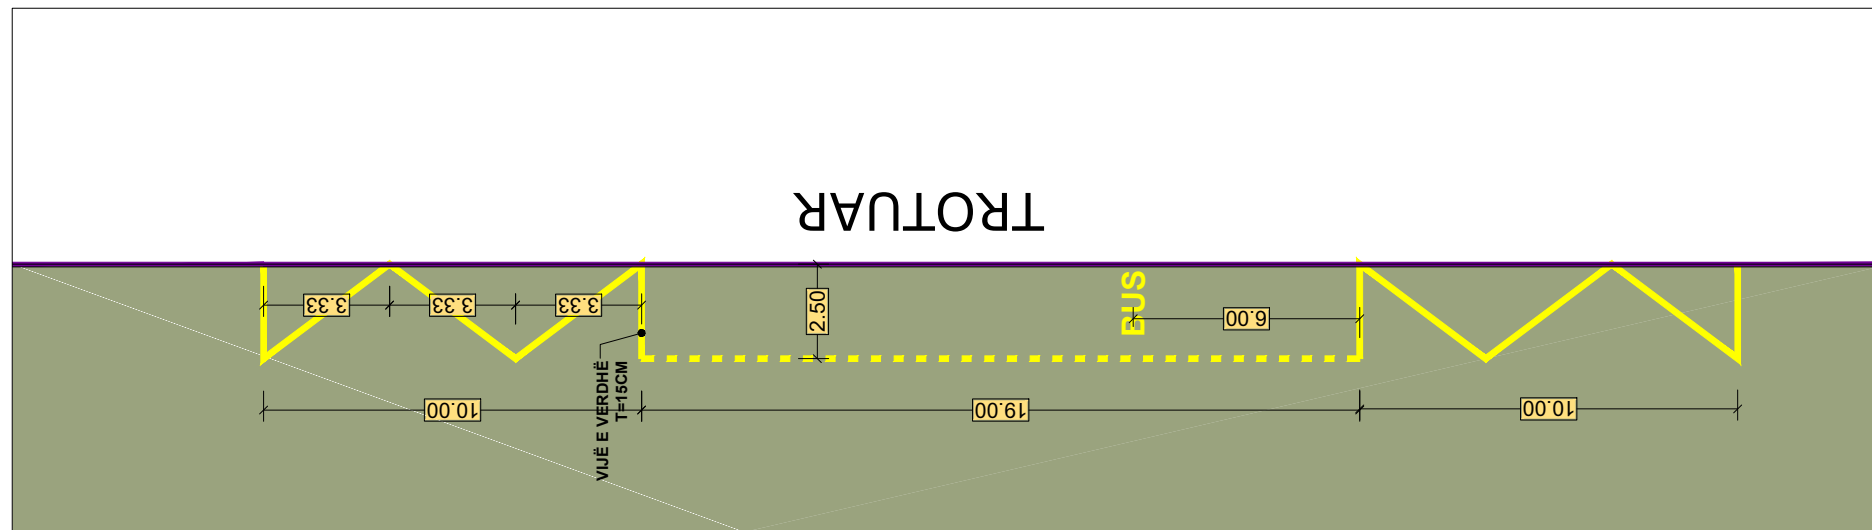 TROTUAR
3.33
3.33
3.33
2.50
BUS
6.00
VIJË E VERDHË
T=15CM
10.00
19.00
10.00